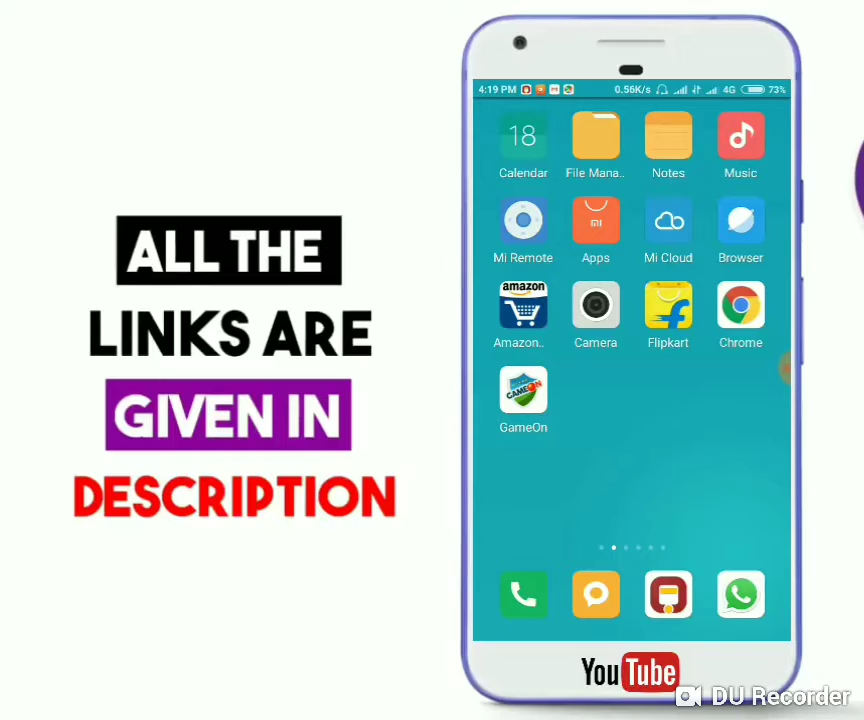 ALL THE
LINKS ARE
GIVEN IN
DESCRIPTION
4:19 PM 0.56K/s 4G 73%
18
Calendar File Mana.. Notes Music
Mi Remote Apps Mi Cloud Browser
amazon
Amazon.. Camera Flipkart Chrome
GAMEON
GameOn
YouTube
DU Recorder